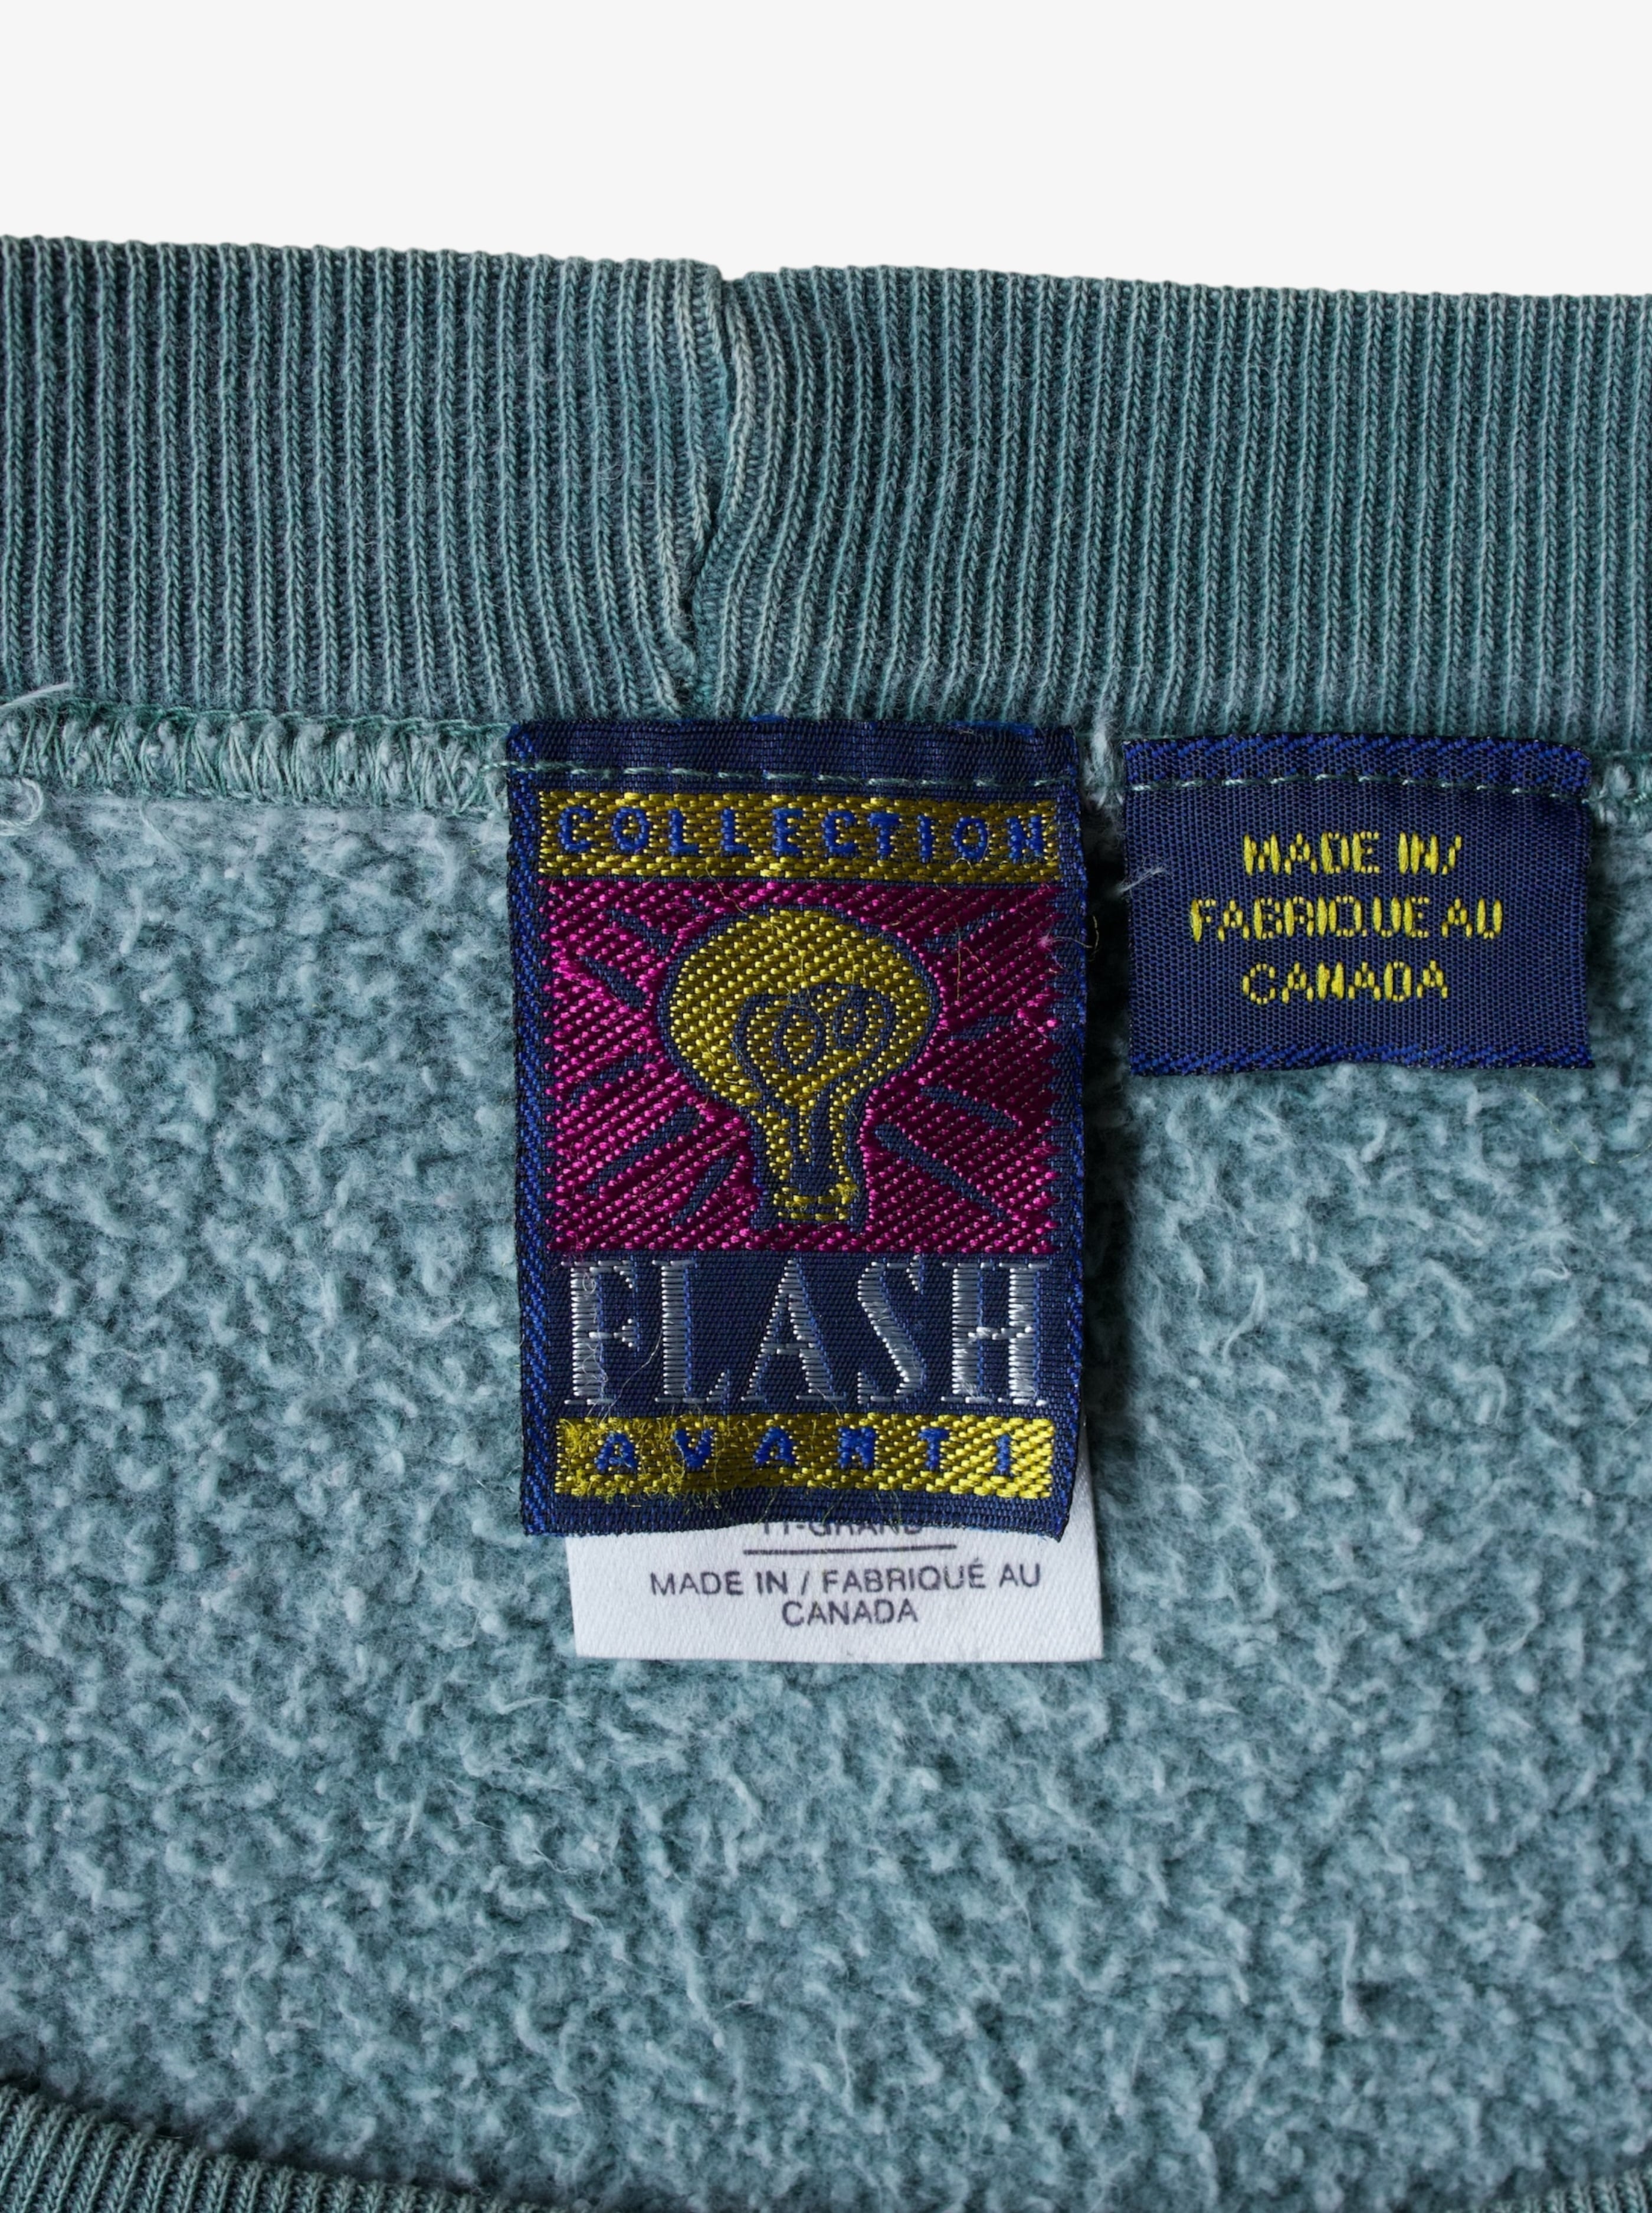 COLLECTION
FLASH
AVANTI
MADE IN/
FABRIQUE AU
CANADA
MADE IN / FABRIQUÉ AU
CANADA